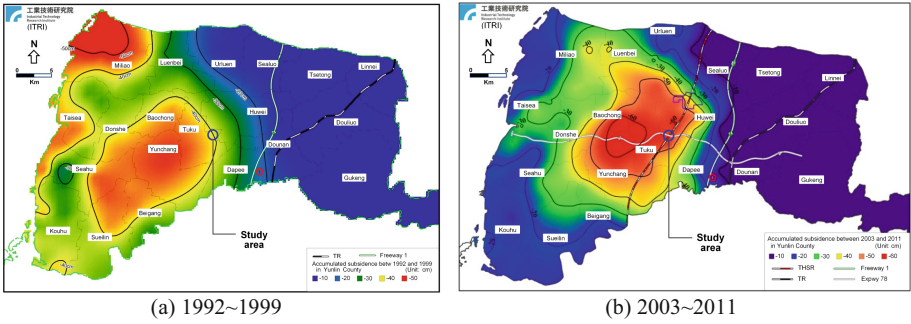 工業技術研究院
Industrial Technology
Research Institute
(ITRI)
N
0 5
Km
-50cm
Miliao
Luenbei
Urluen
Sealuo
Tsetong
Linnei
Taisea
Donshe
Baochong
Tuku
Huwei
Yunchang
Douliuo
Dounan
Seahu
Dapee
Gukeng
Beigang
Kouhu
Sueilin
Study
area
TR Freeway 1
Accumulated subsidence betw 1992 and 1999
in Yunlin County (Unit: cm)
-10 -20 -30 -40 -50
(a) 1992~1999
工業技術研究院
Industrial Technology
Research Institute
(ITRI)
N
0 5
Km
Urluen
Miliao
Luenbei
Sealuo
Tsetong
Linnei
Taisea
Baochong
Huwei
Donshe
Douliuo
Tuku
Seahu
Yunchang
Dapee
Dounan
Gukeng
Beigang
Kouhu
Sueilin
Study
area
Accumulated subsidence between 2003 and 2011
in Yunlin County (Unit: cm)
-10 -20 -30 -40 -50 -60
THSR Freeway 1
TR Expwy 78
(b) 2003~2011